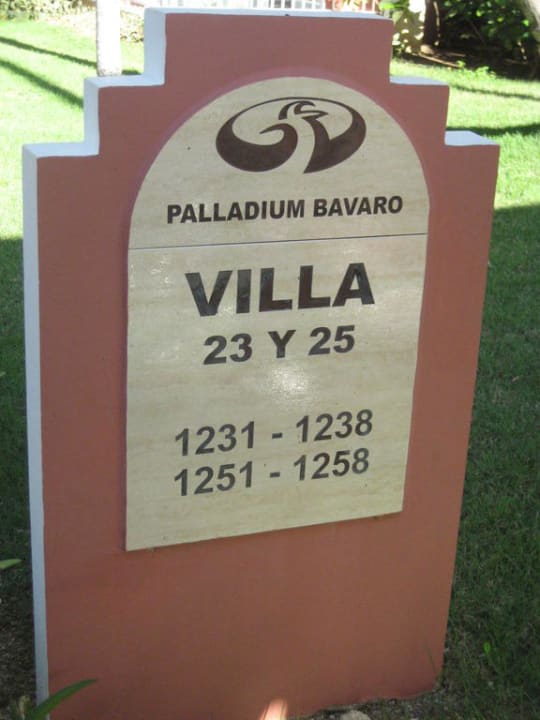 PALLADIUM BAVARO
VILLA
23 Y 25
1231 - 1238
1251 - 1258